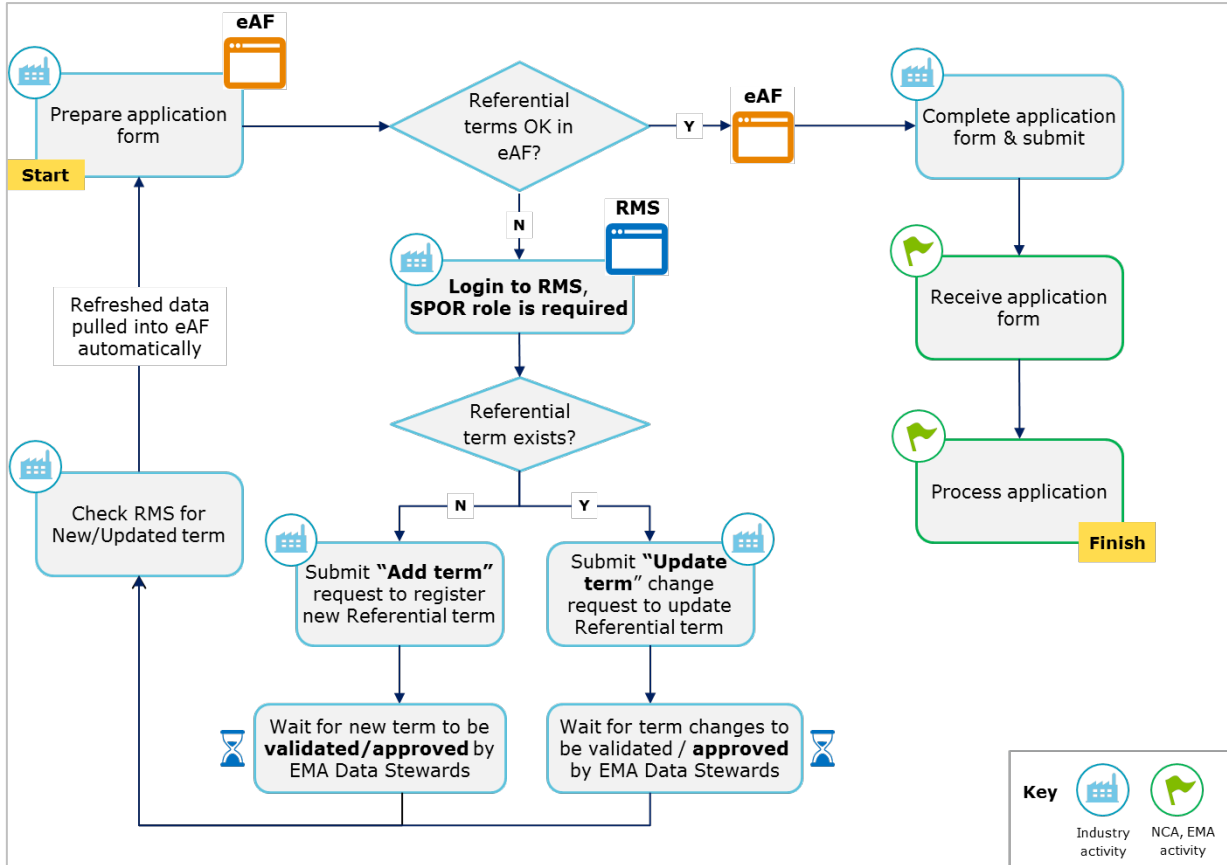 eAF
Prepare application
form
Start
Referential
terms OK in
eAF?
Y
eAF
Complete application
form & submit
N
RMS
Login to RMS,
SPOR role is required
Receive application
form
Refreshed data
pulled into eAF
automatically
Referential
term exists?
Process application
Finish
Check RMS for
New/Updated term
N
Y
Submit “Add term”
request to register
new Referential term
Submit “Update
term” change
request to update
Referential term
Wait for new term to be
validated/approved by
EMA Data Stewards
Wait for term changes to
be validated / approved
by EMA Data Stewards
Key
Industry
activity
NCA, EMA
activity